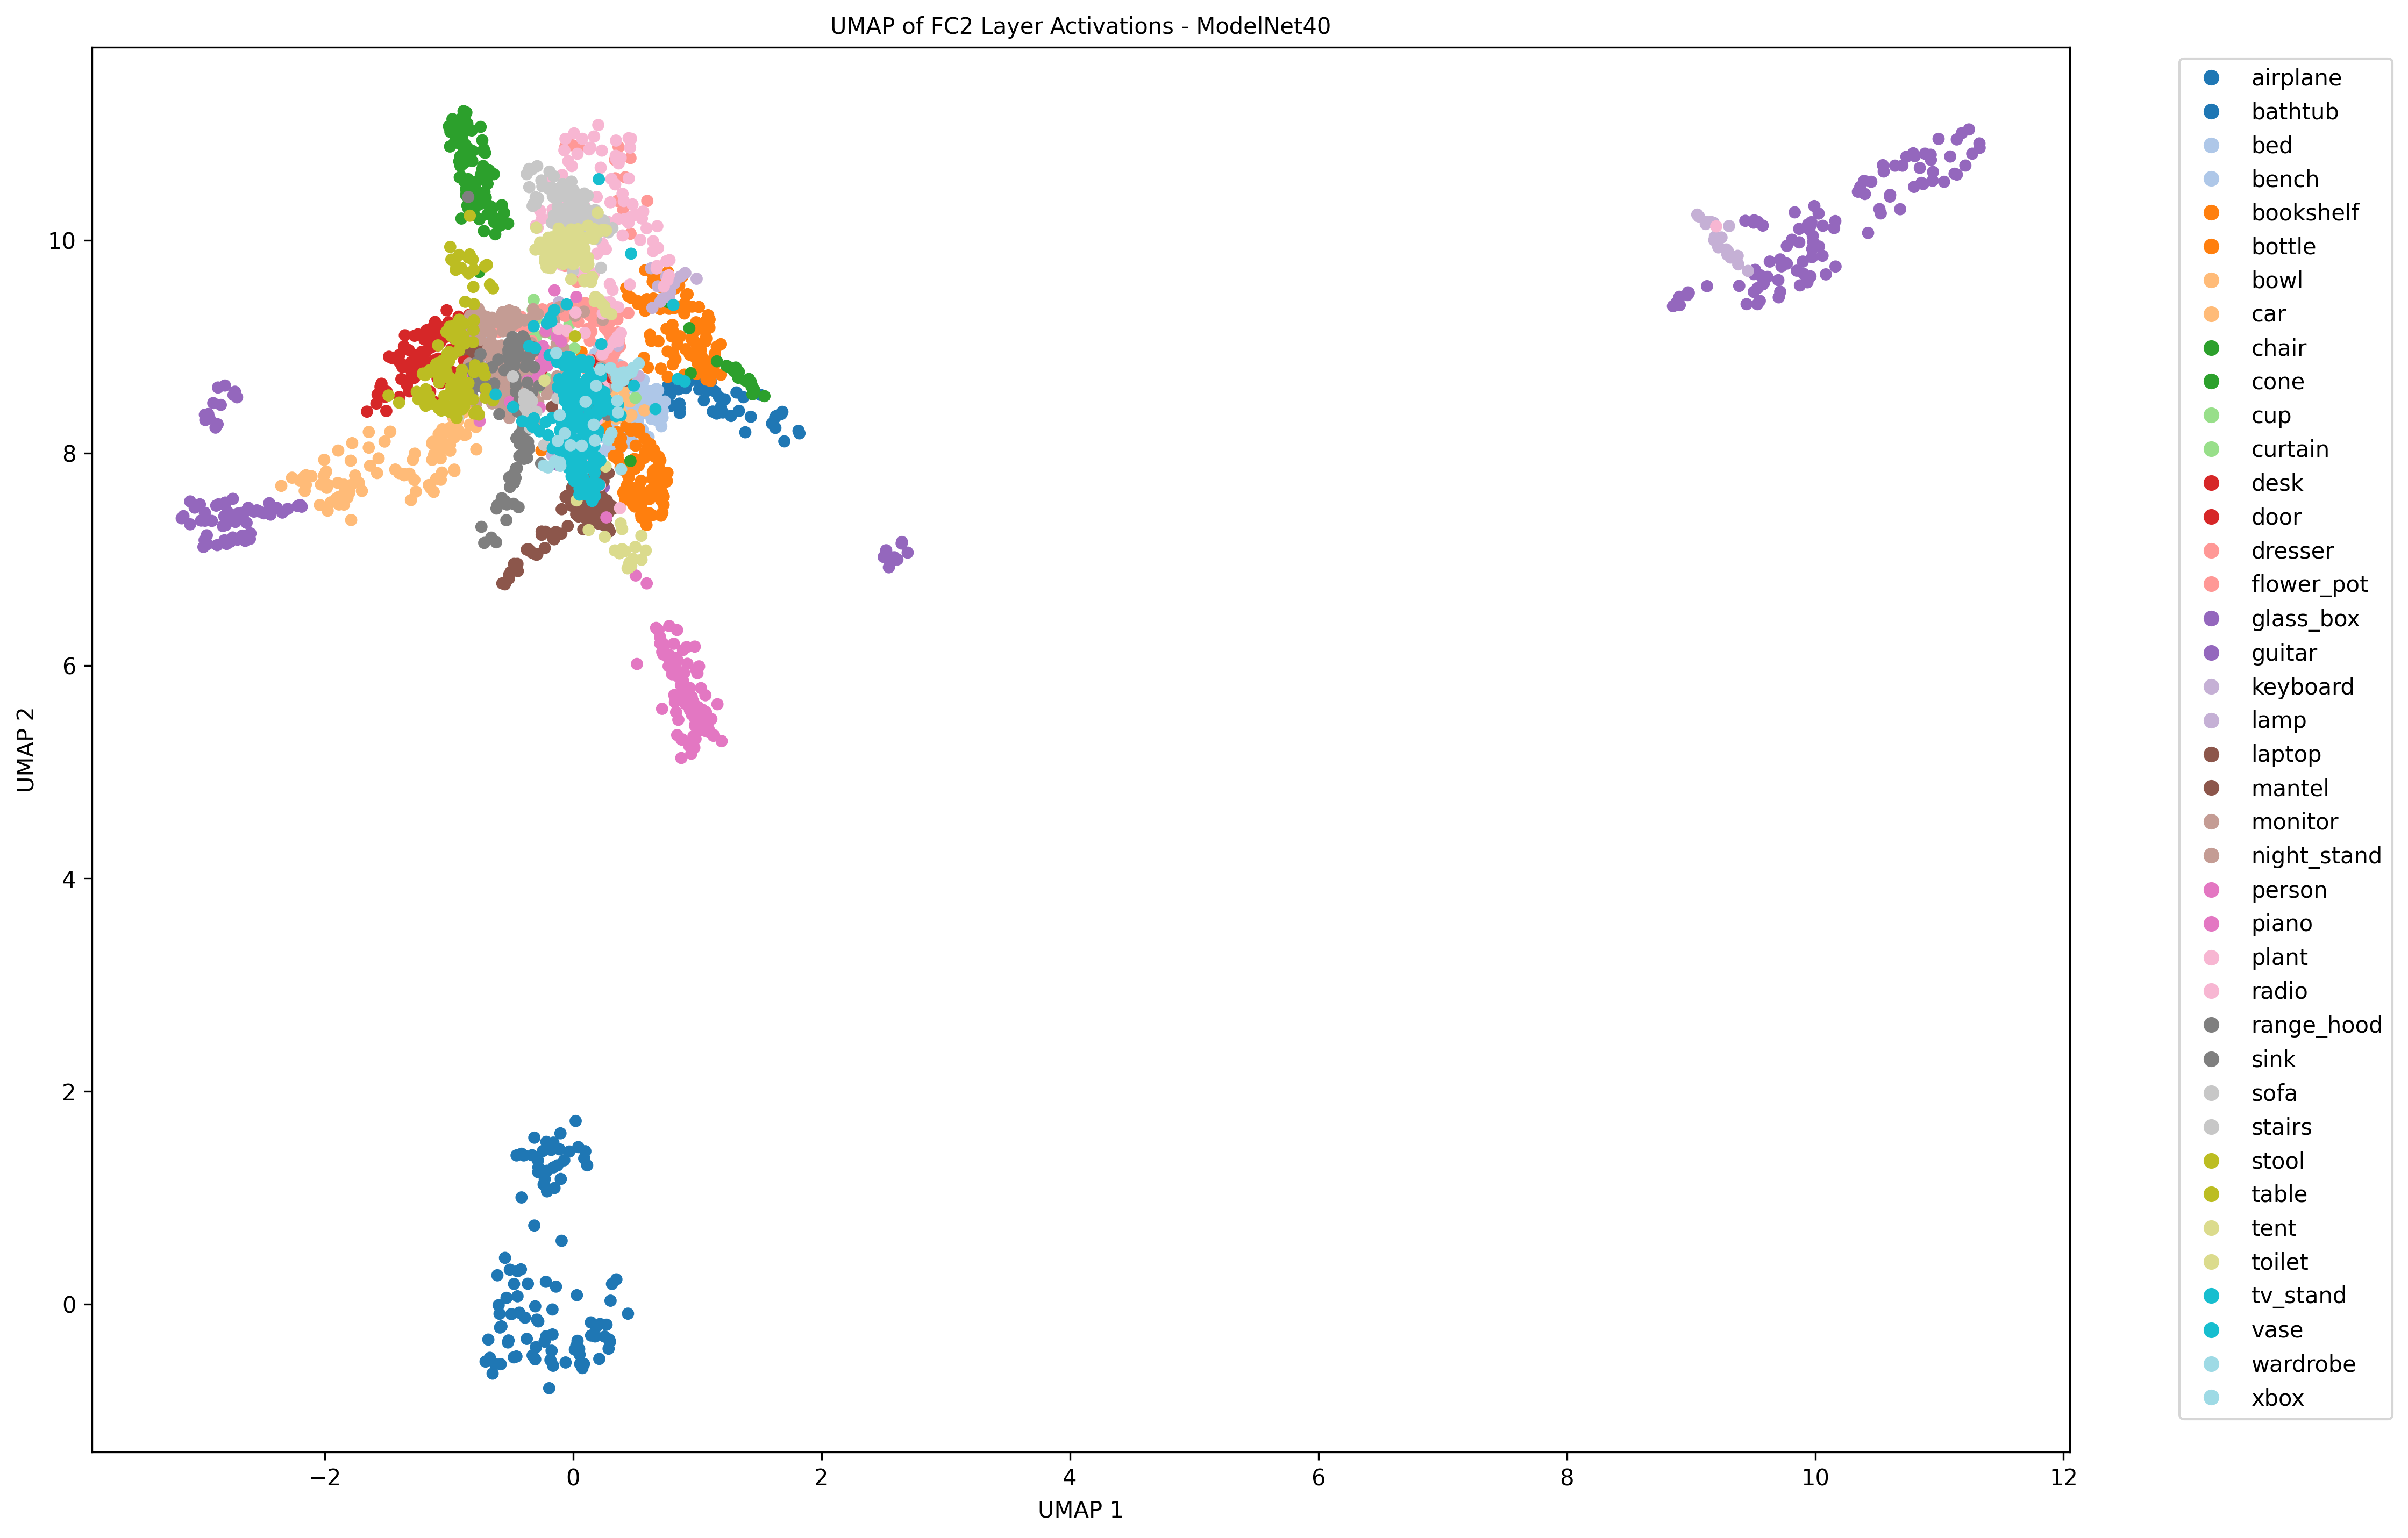 UMAP of FC2 Layer Activations - ModelNet40
UMAP 2
10
8
6
4
2
0
−2
0
2
4
6
8
10
12
UMAP 1
airplane
bathtub
bed
bench
bookshelf
bottle
bowl
car
chair
cone
cup
curtain
desk
door
dresser
flower_pot
glass_box
guitar
keyboard
lamp
laptop
mantel
monitor
night_stand
person
piano
plant
radio
range_hood
sink
sofa
stairs
stool
table
tent
toilet
tv_stand
vase
wardrobe
xbox